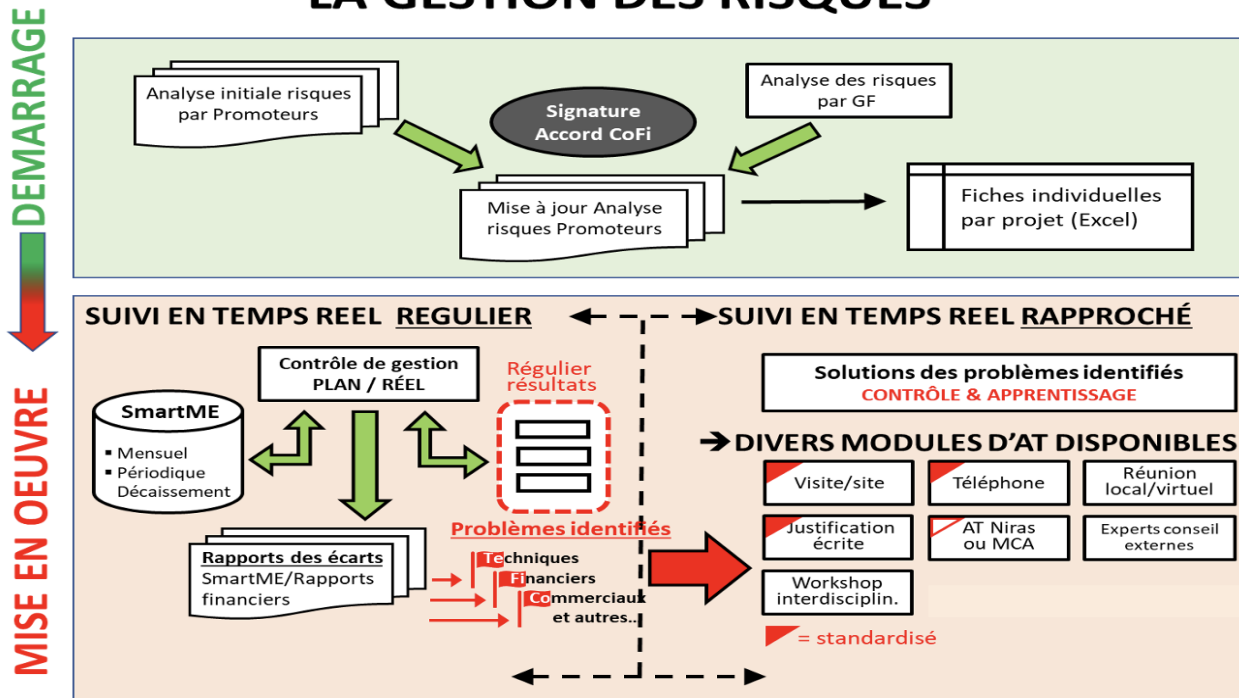 LA GESTION DES RISQUES
DEMARRAGE
Analyse initiale risques
par Promoteurs
Signature
Accord CoFi
Analyse des risques
par GF
Mise à jour Analyse
risques Promoteurs
Fiches individuelles
par projet (Excel)
MISE EN OEUVRE
SUIVI EN TEMPS REEL REGULIER
Contrôle de gestion
PLAN / RÉEL
Régulier
résultats
SmartME
▪ Mensuel
▪ Périodique
Décaissement
Rapports des écarts
SmartME/Rapports
financiers
Problèmes identifiés
Techniques
Financiers
Commerciaux
et autres..
SUIVI EN TEMPS REEL RAPPROCHÉ
Solutions des problèmes identifiés
CONTRÔLE & APPRENTISSAGE
➔ DIVERS MODULES D'AT DISPONIBLES
Visite/site
Téléphone
Réunion
local/virtuel
Justification
écrite
AT Niras
ou MCA
Experts conseil
externes
Workshop
interdisciplin.
= standardisé